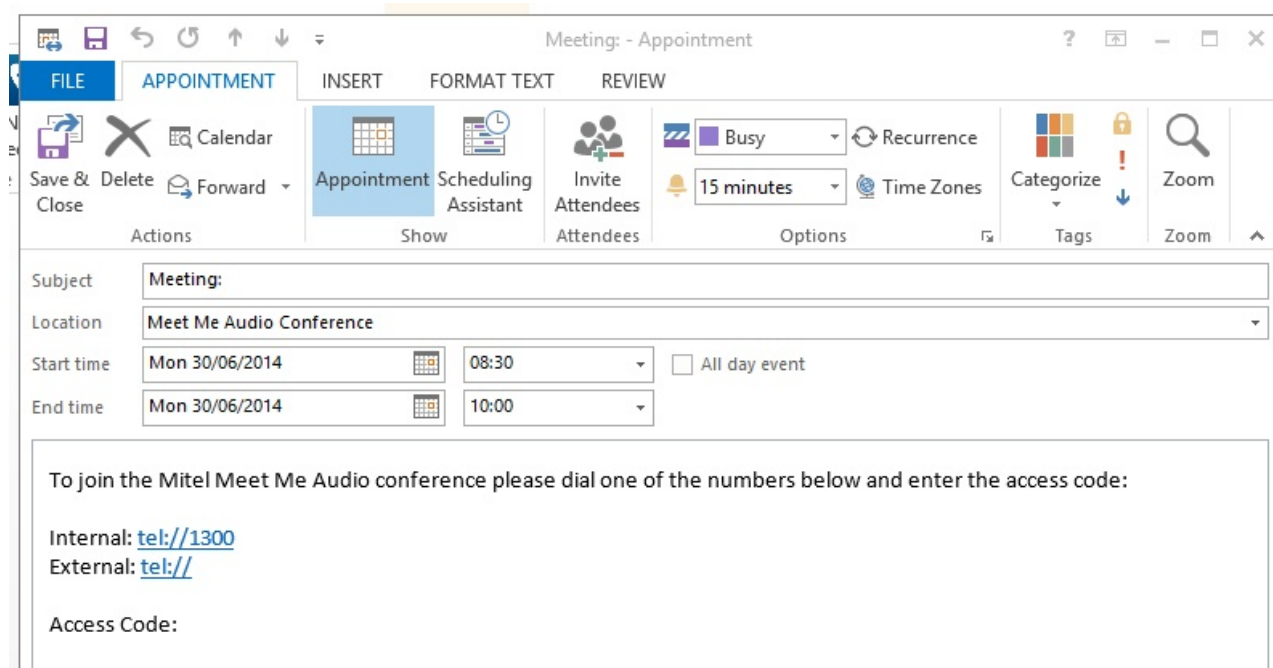 Meeting: - Appointment
FILE APPOINTMENT INSERT FORMAT TEXT REVIEW
Save & Close Delete Calendar Forward Appointment Scheduling Assistant Invite Attendees Busy 15 minutes Recurrence Time Zones Categorize Zoom
Actions Show Attendees Options Tags Zoom
Subject Meeting:
Location Meet Me Audio Conference
Start time Mon 30/06/2014 08:30 All day event
End time Mon 30/06/2014 10:00
To join the Mitel Meet Me Audio conference please dial one of the numbers below and enter the access code:
Internal: tel://1300
External: tel://
Access Code: